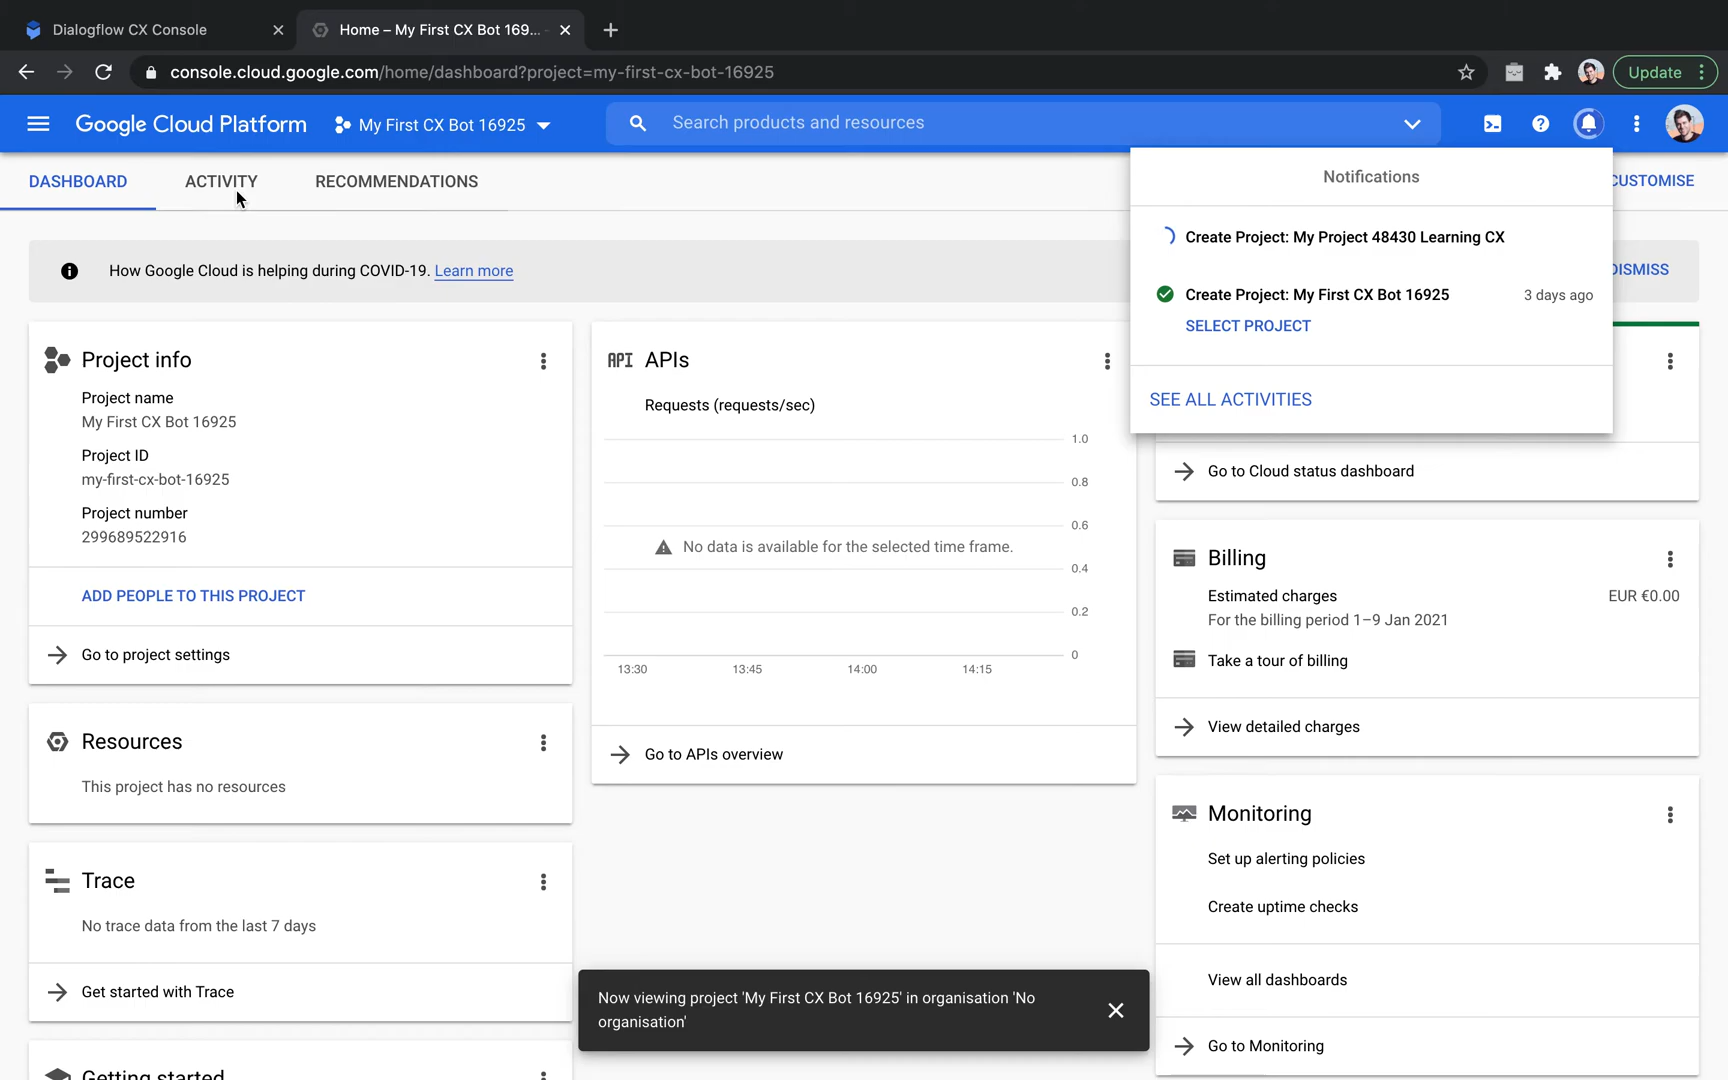 Dialogflow CX Console
Home – My First CX Bot 169...
console.cloud.google.com/home/dashboard?project=my-first-cx-bot-16925
Update
Google Cloud Platform
My First CX Bot 16925
Search products and resources
DASHBOARD
ACTIVITY
RECOMMENDATIONS
CUSTOMISE
How Google Cloud is helping during COVID-19. Learn more
DISMISS
Notifications
Create Project: My Project 48430 Learning CX
Create Project: My First CX Bot 16925
3 days ago
SELECT PROJECT
SEE ALL ACTIVITIES
Project info
Project name
My First CX Bot 16925
Project ID
my-first-cx-bot-16925
Project number
299689522916
ADD PEOPLE TO THIS PROJECT
Go to project settings
Resources
This project has no resources
Trace
No trace data from the last 7 days
Get started with Trace
Getting started
API APIs
Requests (requests/sec)
1.0
0.8
0.6
No data is available for the selected time frame.
0.4
0.2
0
13:30
13:45
14:00
14:15
Go to APIs overview
Go to Cloud status dashboard
Billing
Estimated charges
EUR €0.00
For the billing period 1–9 Jan 2021
Take a tour of billing
View detailed charges
Monitoring
Set up alerting policies
Create uptime checks
View all dashboards
Go to Monitoring
Now viewing project 'My First CX Bot 16925' in organisation 'No
organisation'